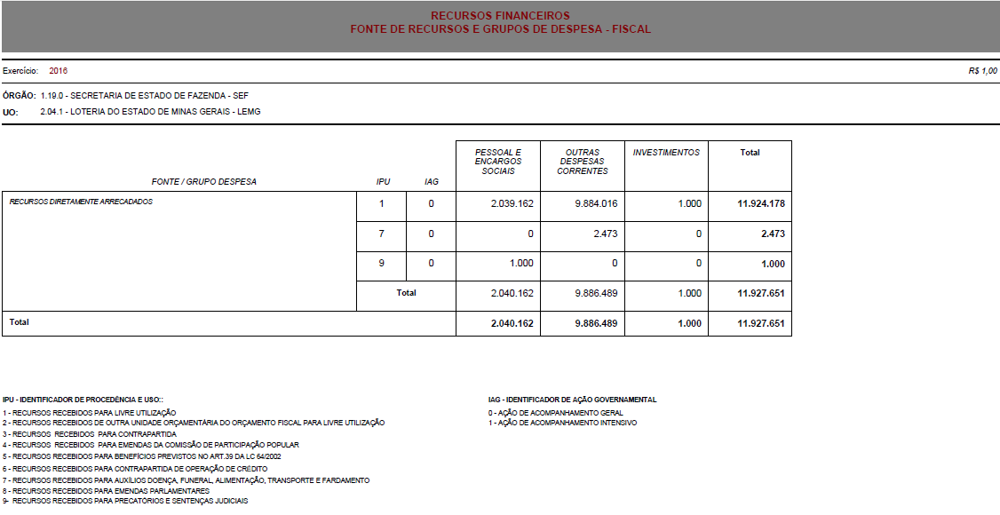 RECURSOS FINANCEIROS
FONTE DE RECURSOS E GRUPOS DE DESPESA - FISCAL
Exercício: 2016 R$ 1,00
ÓRGÃO: 1.19.0 - SECRETARIA DE ESTADO DE FAZENDA - SEF
UO: 2.04.1 - LOTERIA DO ESTADO DE MINAS GERAIS - LEMG
FONTE / GRUPO DESPESA IPU IAG PESSOAL E ENCARGOS SOCIAIS OUTRAS DESPESAS CORRENTES INVESTIMENTOS Total
RECURSOS DIRETAMENTE ARRECADADOS 1 0 2.039.162 9.884.016 1.000 11.924.178
7 0 0 2.473 0 2.473
9 0 1.000 0 0 1.000
Total 2.040.162 9.886.489 1.000 11.927.651
Total 2.040.162 9.886.489 1.000 11.927.651
IPU - IDENTIFICADOR DE PROCEDÊNCIA E USO::
1 - RECURSOS RECEBIDOS PARA LIVRE UTILIZAÇÃO
2 - RECURSOS RECEBIDOS DE OUTRA UNIDADE ORÇAMENTÁRIA DO ORÇAMENTO FISCAL PARA LIVRE UTILIZAÇÃO
3 - RECURSOS RECEBIDOS PARA CONTRAPARTIDA
4 - RECURSOS RECEBIDOS PARA EMENDAS DA COMISSÃO DE PARTICIPAÇÃO POPULAR
5 - RECURSOS RECEBIDOS PARA BENEFÍCIOS PREVISTOS NO ART.39 DA LC 64/2002
6 - RECURSOS RECEBIDOS PARA CONTRAPARTIDA DE OPERAÇÃO DE CRÉDITO
7 - RECURSOS RECEBIDOS PARA AUXÍLIOS DOENÇA, FUNERAL, ALIMENTAÇÃO, TRANSPORTE E FARDAMENTO
8 - RECURSOS RECEBIDOS PARA EMENDAS PARLAMENTARES
9- RECURSOS RECEBIDOS PARA PRECATÓRIOS E SENTENÇAS JUDICIAIS
IAG - IDENTIFICADOR DE AÇÃO GOVERNAMENTAL
0 - AÇÃO DE ACOMPANHAMENTO GERAL
1 - AÇÃO DE ACOMPANHAMENTO INTENSIVO